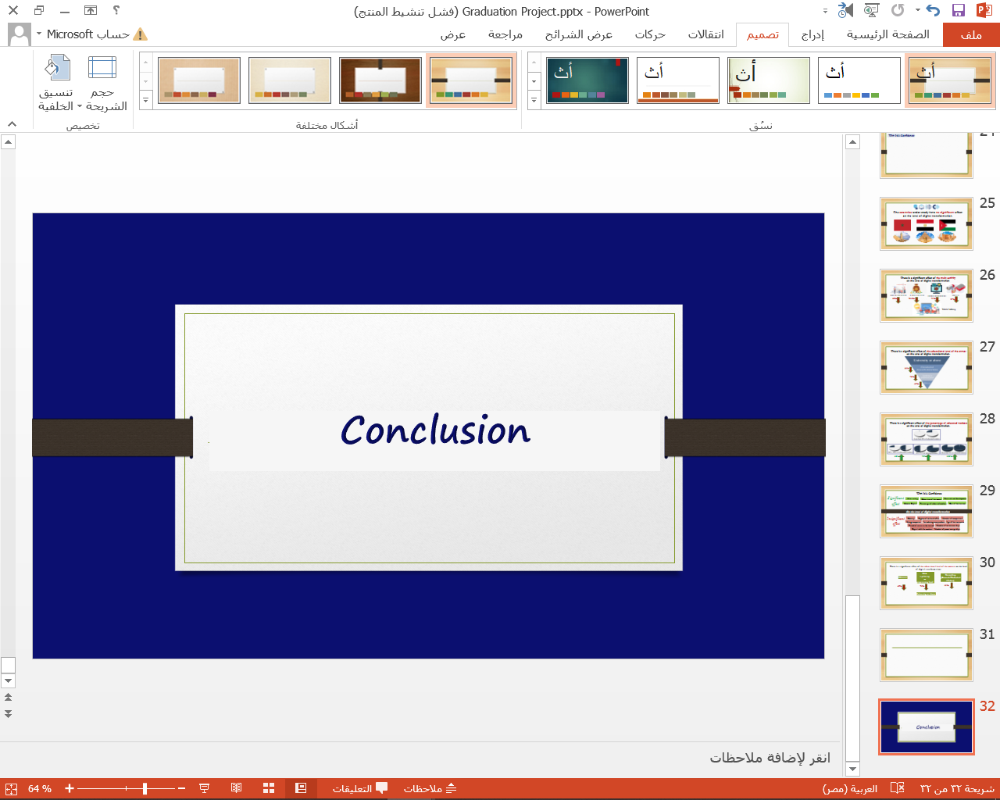 Graduation Project.pptx - PowerPoint (فشل تنشيط المنتج)
ملف
الصفحة الرئيسية
إدراج
تصميم
انتقالات
حركات
عرض الشرائح
مراجعة
عرض
حساب Microsoft
أث
أث
أث
أث
أث
حجم الشريحة
تنسيق الخلفية
نسُق
أشكال مختلفة
تخصيص
25
26
27
28
29
30
31
32
Conclusion
Conclusion
انقر لإضافة ملاحظات
شريحة ٣٢ من ٣٢
العربية (مصر)
ملاحظات
التعليقات
64 %